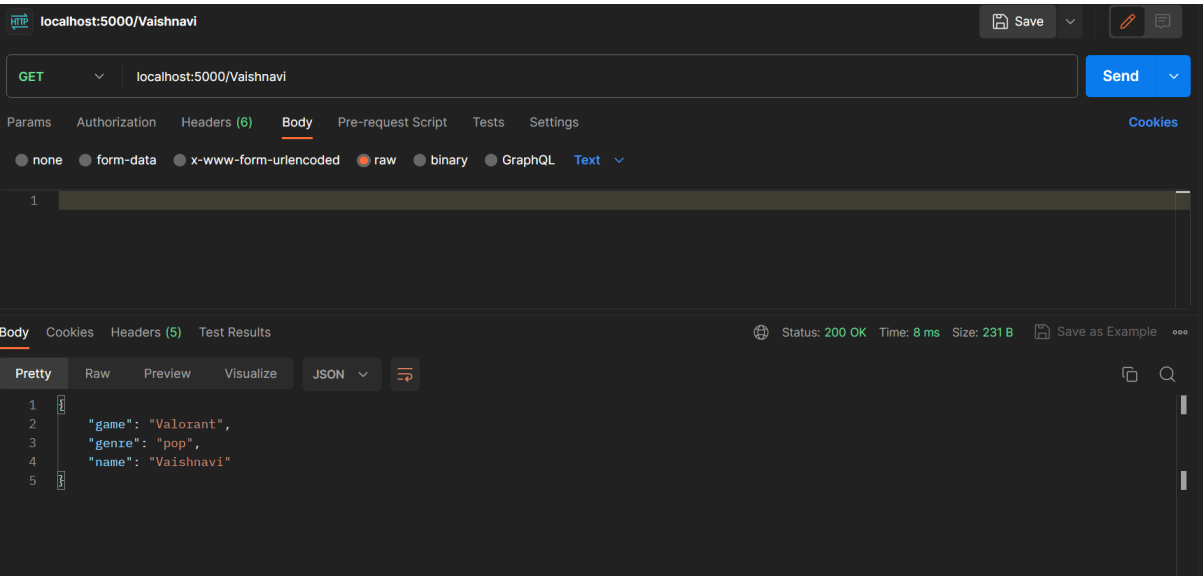 HTTP localhost:5000/Vaishnavi Save
GET localhost:5000/Vaishnavi Send
Params Authorization Headers (6) Body Pre-request Script Tests Settings Cookies
none form-data x-www-form-urlencoded raw binary GraphQL Text
1
Body Cookies Headers (5) Test Results Status: 200 OK Time: 8 ms Size: 231 B Save as Example
Pretty Raw Preview Visualize JSON
1 {
2 "game": "Valorant",
3 "genre": "pop",
4 "name": "Vaishnavi"
5 }